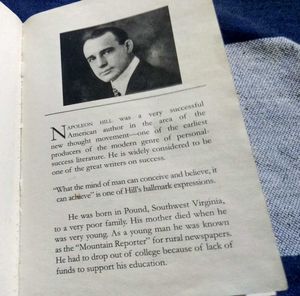 NAPOLEON HILL was a very successful
American author in the area of the
new thought movement—one of the earliest
producers of the modern genre of personal-
success literature. He is widely considered to be
one of the great writers on success.
"What the mind of man can conceive and believe, it
can achieve" is one of Hill's hallmark expressions.
He was born in Pound, Southwest Virginia,
to a very poor family. His mother died when he
was very young. As a young man he was known
as the "Mountain Reporter" for rural newspapers.
He had to drop out of college because of lack of
funds to support his education.